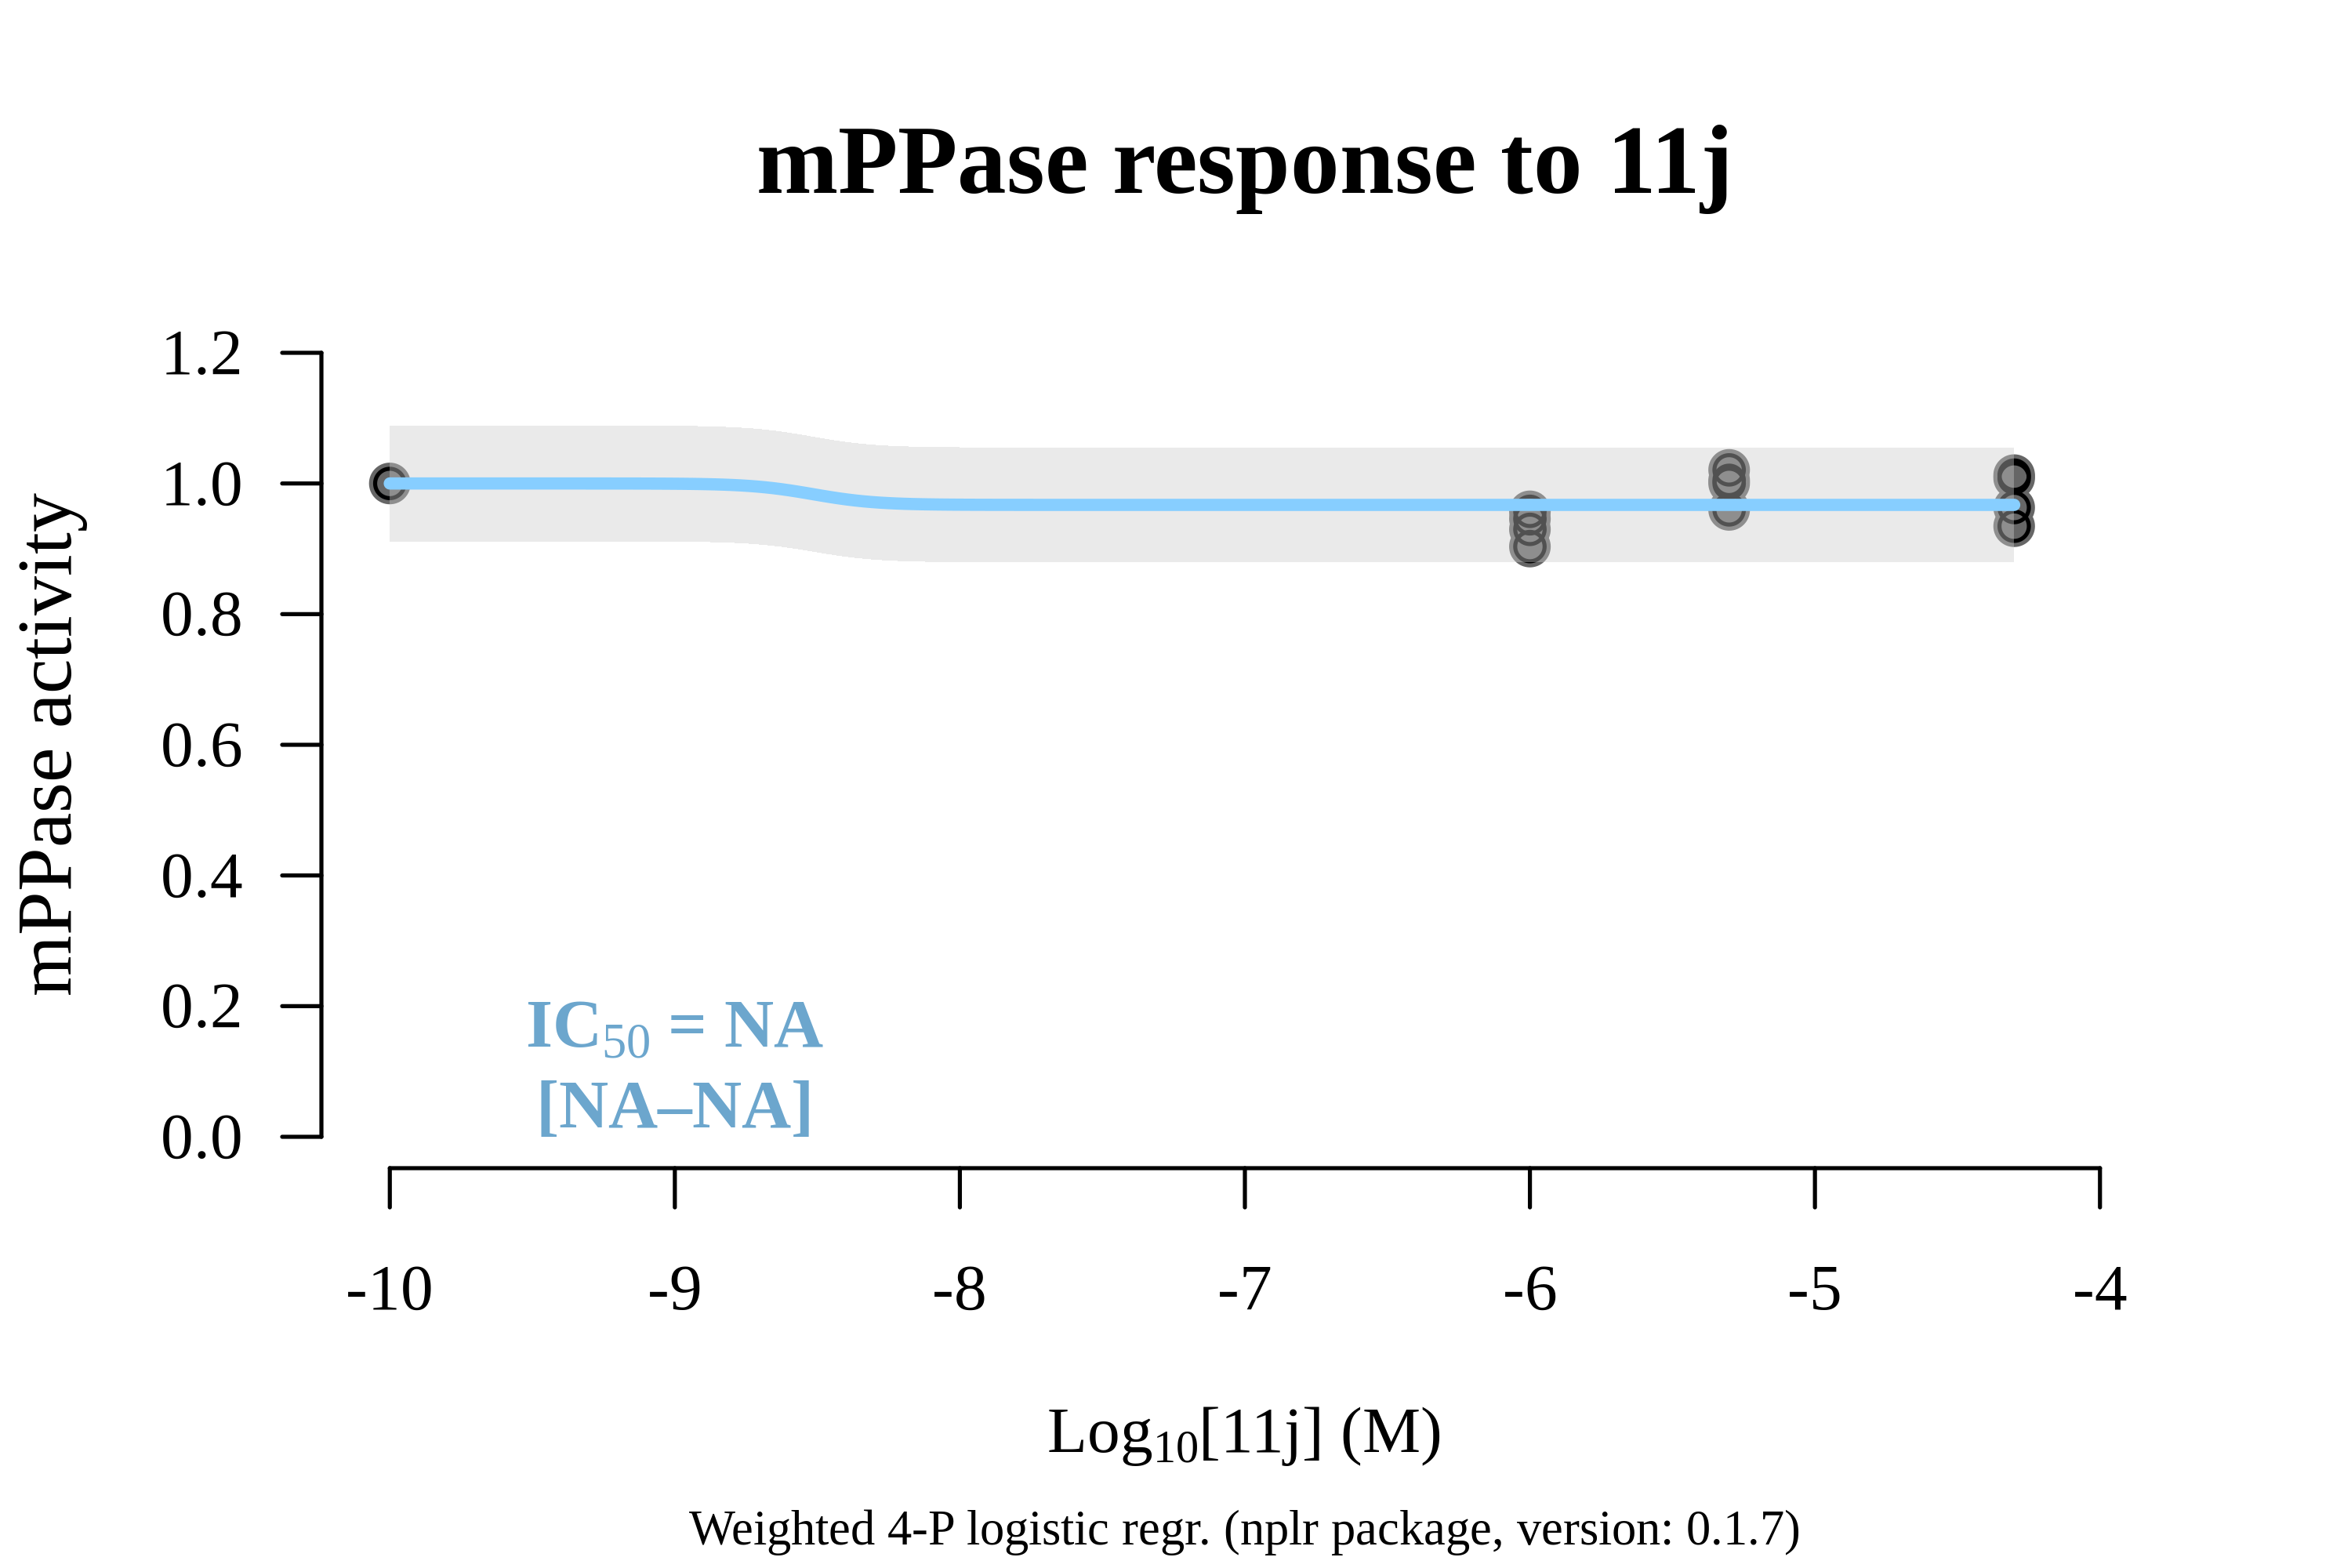 mPPase response to 11j
mPPase activity
1.2
1.0
0.8
0.6
0.4
0.2
0.0
IC50 = NA
[NA–NA]
-10 -9 -8 -7 -6 -5 -4
Log10[11j] (M)
Weighted 4-P logistic regr. (nplr package, version: 0.1.7)